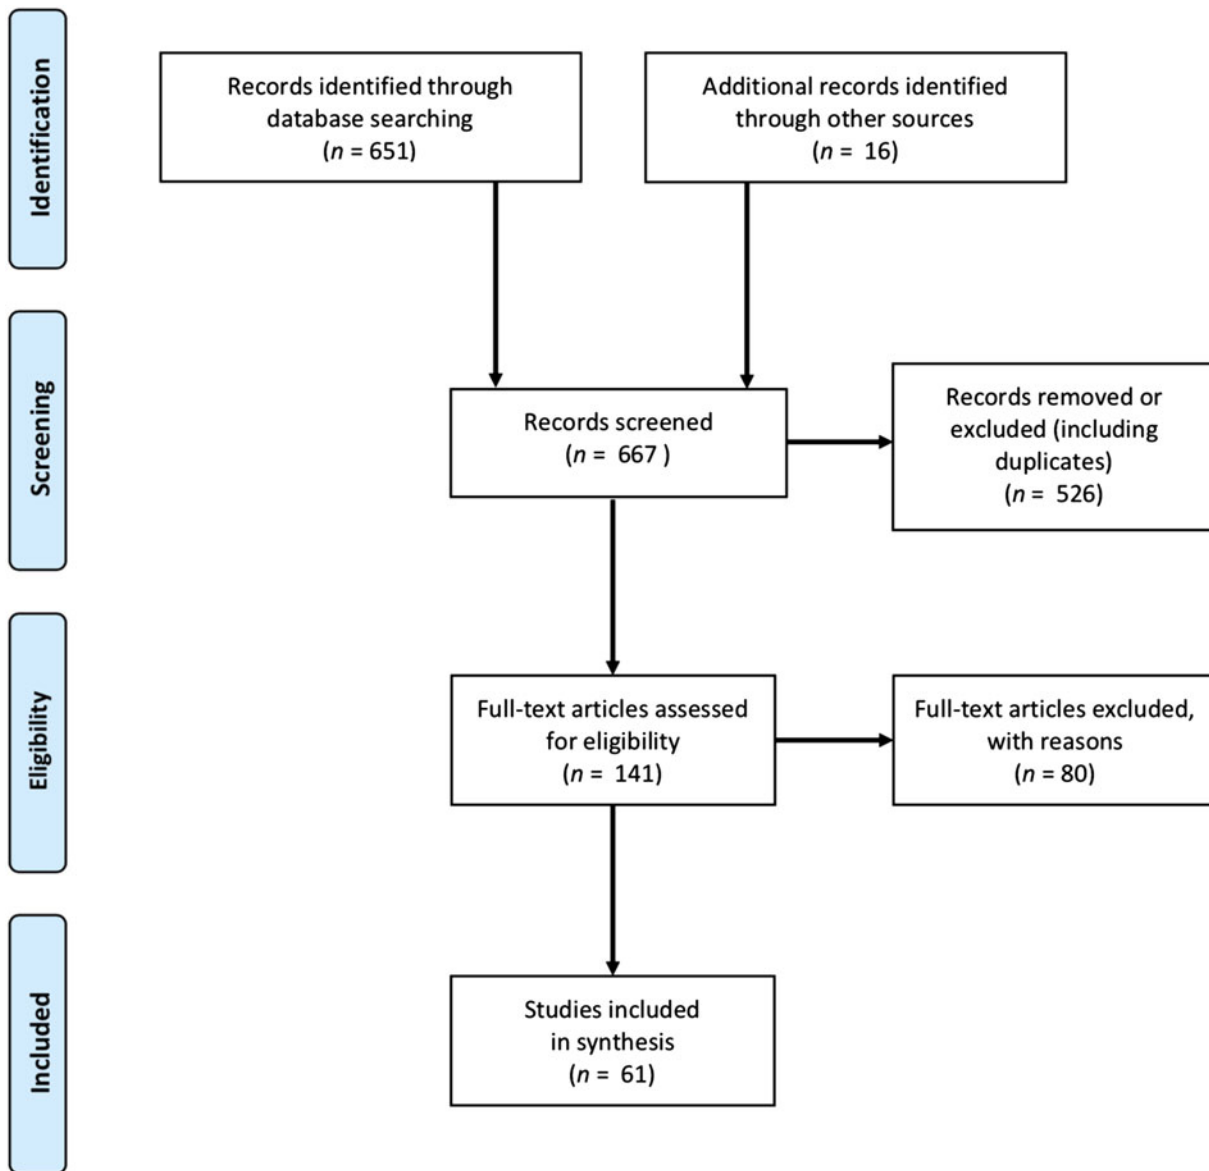 Identification
Records identified through
database searching
(n = 651)
Additional records identified
through other sources
(n = 16)
Screening
Records screened
(n = 667 )
Records removed or
excluded (including
duplicates)
(n = 526)
Eligibility
Full-text articles assessed
for eligibility
(n = 141)
Full-text articles excluded,
with reasons
(n = 80)
Included
Studies included
in synthesis
(n = 61)